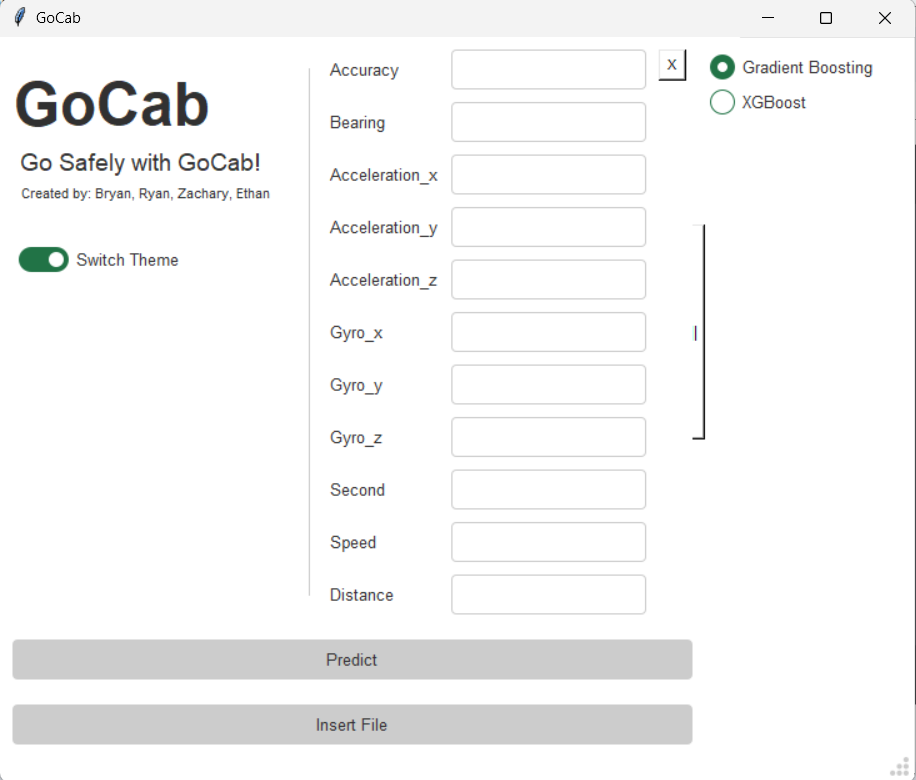 GoCab
GoCab
Go Safely with GoCab!
Created by: Bryan, Ryan, Zachary, Ethan
Switch Theme
Accuracy
X
Bearing
Acceleration_x
Acceleration_y
Acceleration_z
Gyro_x
Gyro_y
Gyro_z
Second
Speed
Distance
Gradient Boosting
XGBoost
Predict
Insert File